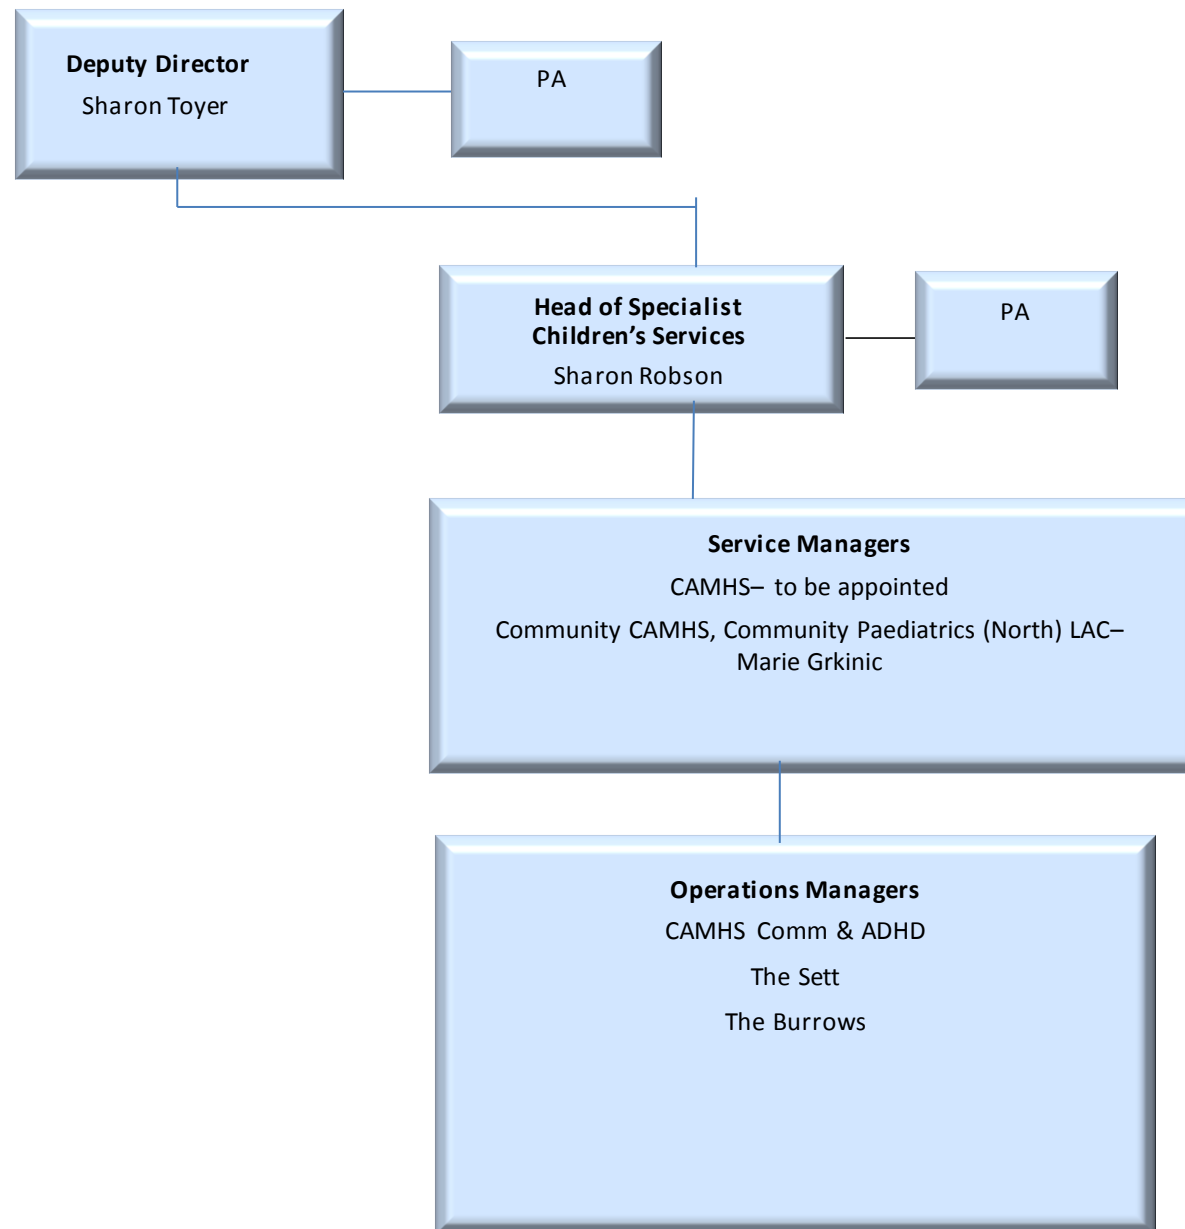 Deputy Director
Sharon Toyer
PA
Head of Specialist
Children’s Services
Sharon Robson
PA
Service Managers
CAMHS– to be appointed
Community CAMHS, Community Paediatrics (North) LAC–
Marie Grkinic
Operations Managers
CAMHS Comm & ADHD
The Sett
The Burrows